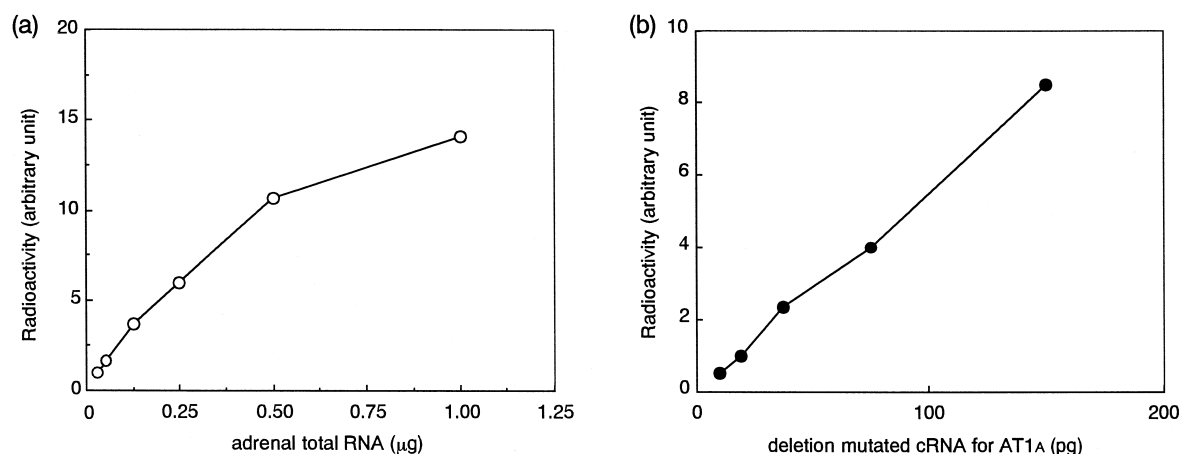 (a)
20
15
10
5
0
Radioactivity (arbitrary unit)
0 0.25 0.50 0.75 1.00 1.25
adrenal total RNA (μg)
(b)
10
8
6
4
2
0
Radioactivity (arbitrary unit)
0 100 200
deletion mutated cRNA for AT1A (pg)